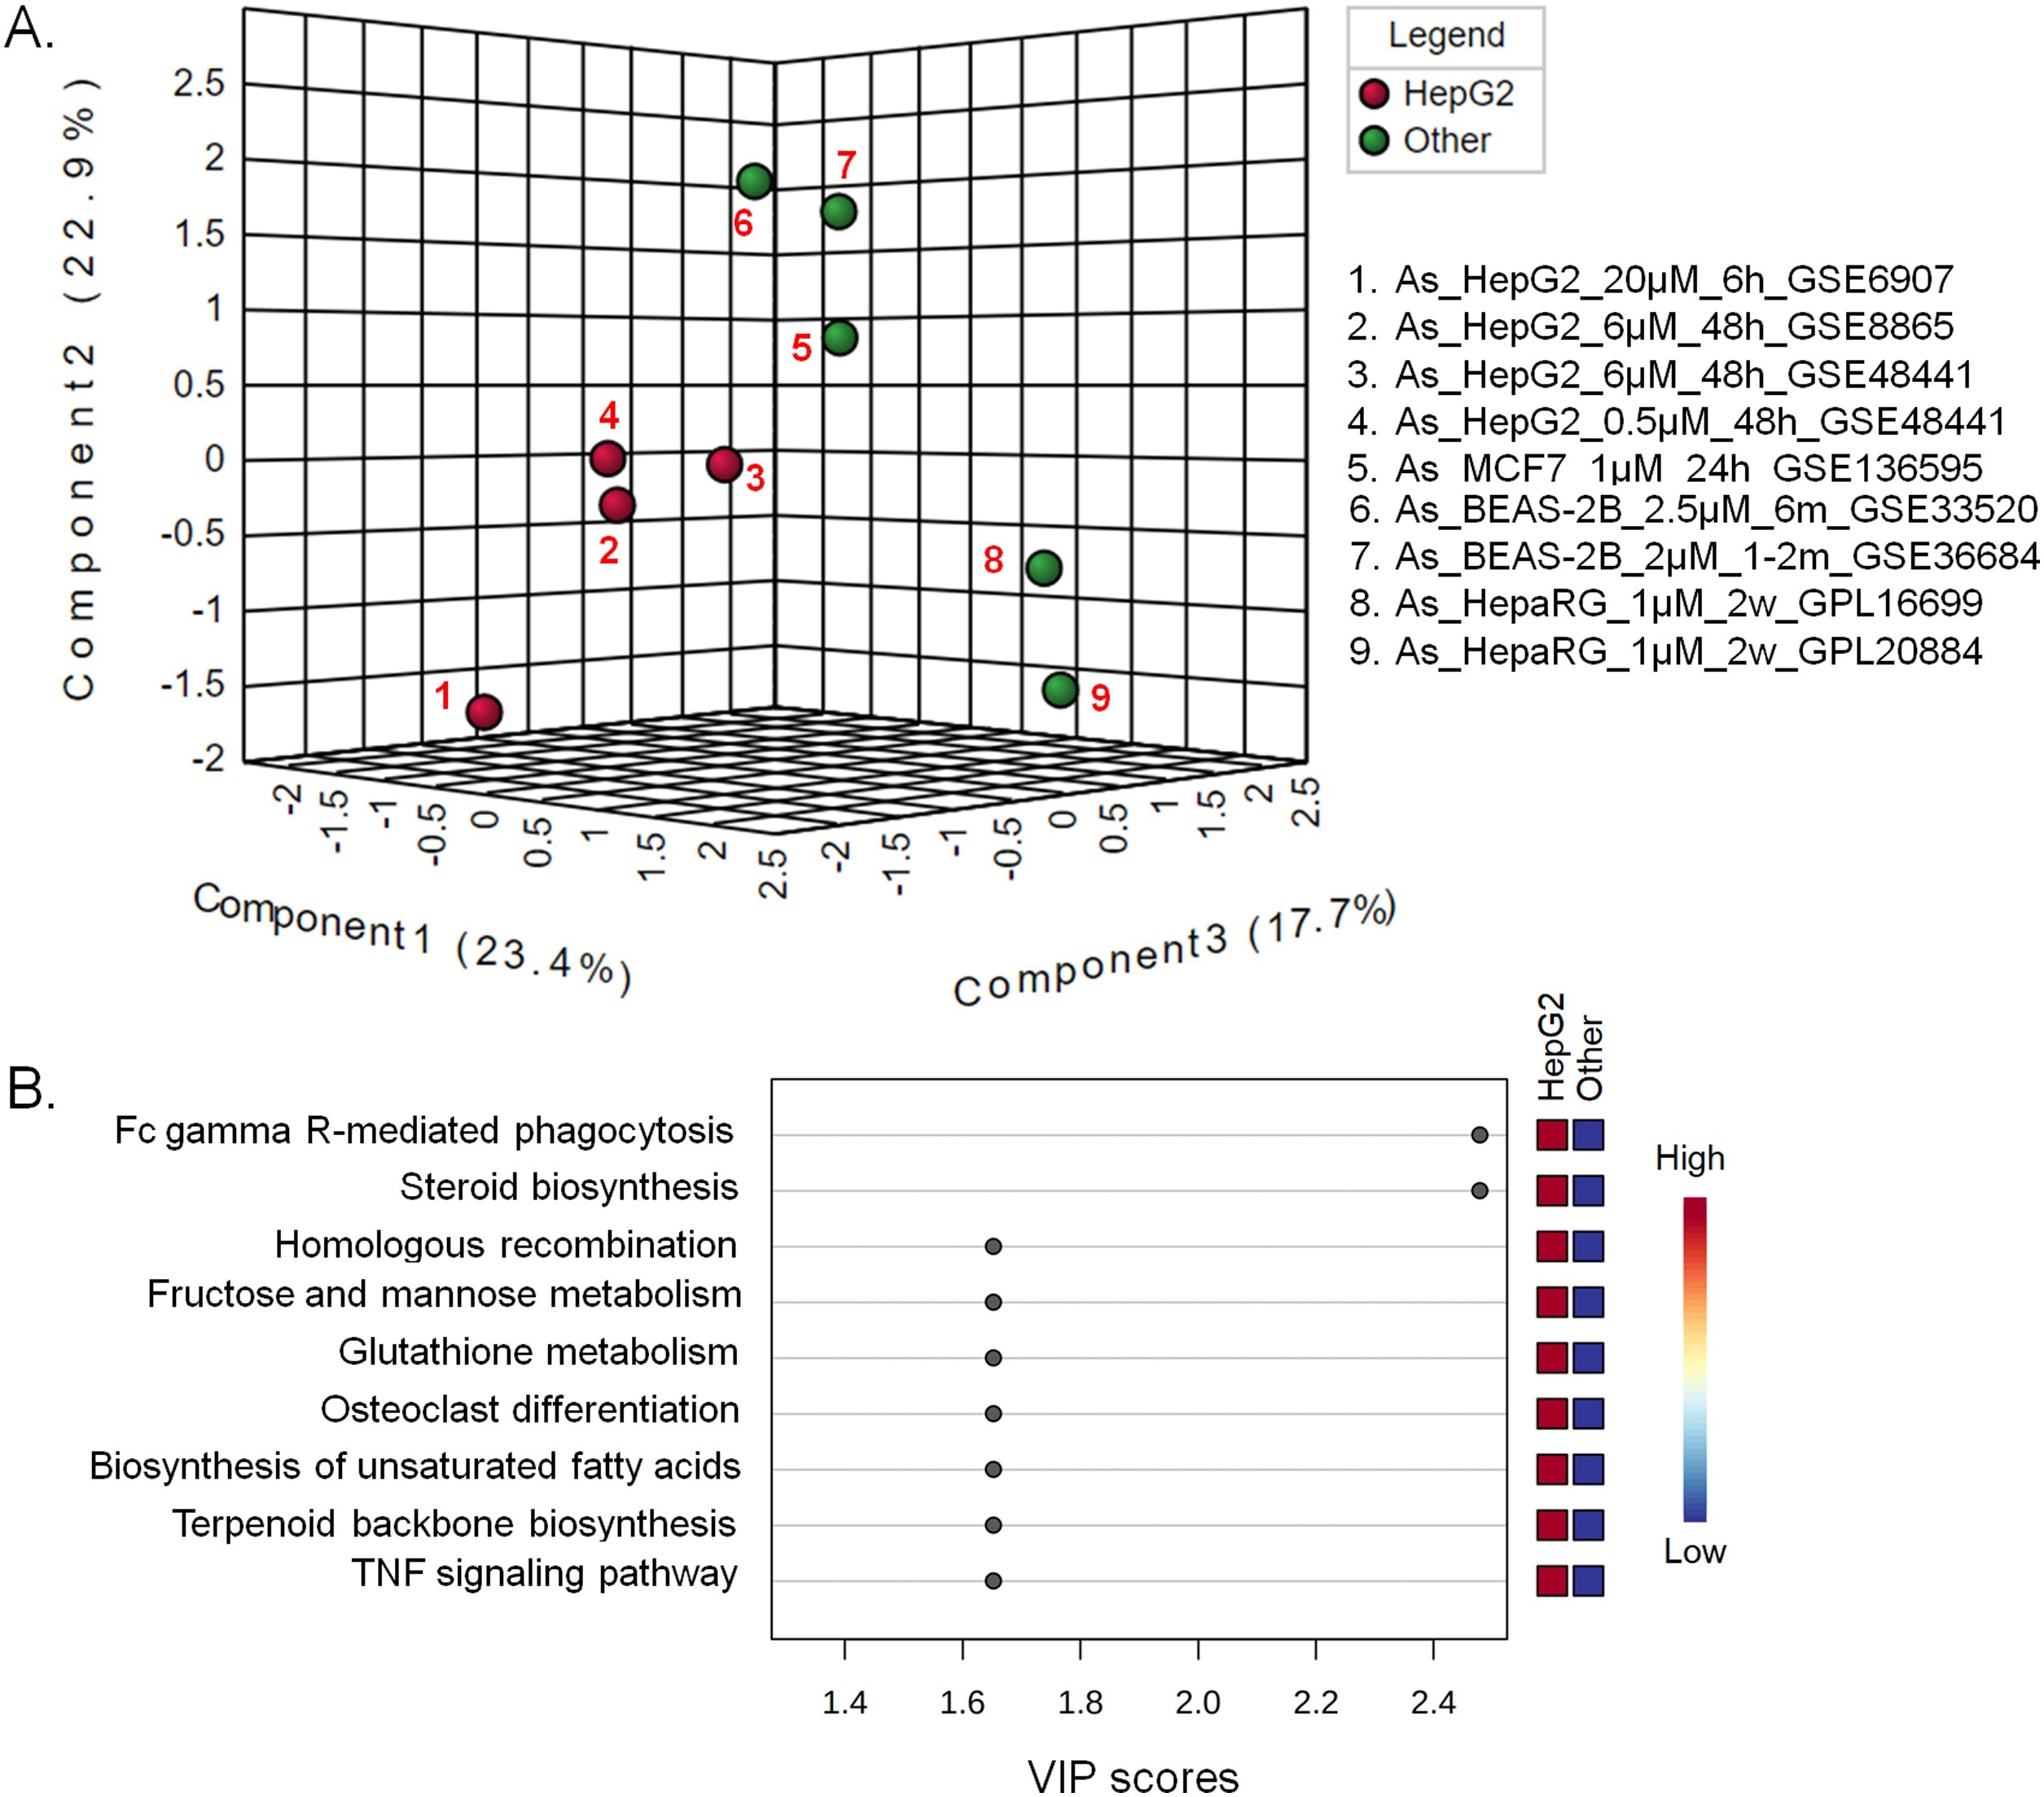 A.
Component2 (22.9%)
2.5
2
1.5
1
0.5
0
-0.5
-1
-1.5
-2
7
6
5
4
3
2
8
1
9
-2
-1.5
-1
-0.5
0
0.5
1
1.5
2
2.5
-2
-1.5
-1
-0.5
0
0.5
1
1.5
2
2.5
Component1 (23.4%)
Component3 (17.7%)
Legend
HepG2
Other
1. As_HepG2_20µM_6h_GSE6907
2. As_HepG2_6µM_48h_GSE8865
3. As_HepG2_6µM_48h_GSE48441
4. As_HepG2_0.5µM_48h_GSE48441
5. As MCF7 1µM 24h GSE136595
6. As_BEAS-2B_2.5µM_6m_GSE33520
7. As_BEAS-2B_2µM_1-2m_GSE36684
8. As_HepaRG_1µM_2w_GPL16699
9. As_HepaRG_1µM_2w_GPL20884
B.
HepG2
Other
Fc gamma R-mediated phagocytosis
Steroid biosynthesis
Homologous recombination
Fructose and mannose metabolism
Glutathione metabolism
Osteoclast differentiation
Biosynthesis of unsaturated fatty acids
Terpenoid backbone biosynthesis
TNF signaling pathway
High
Low
1.4
1.6
1.8
2.0
2.2
2.4
VIP scores